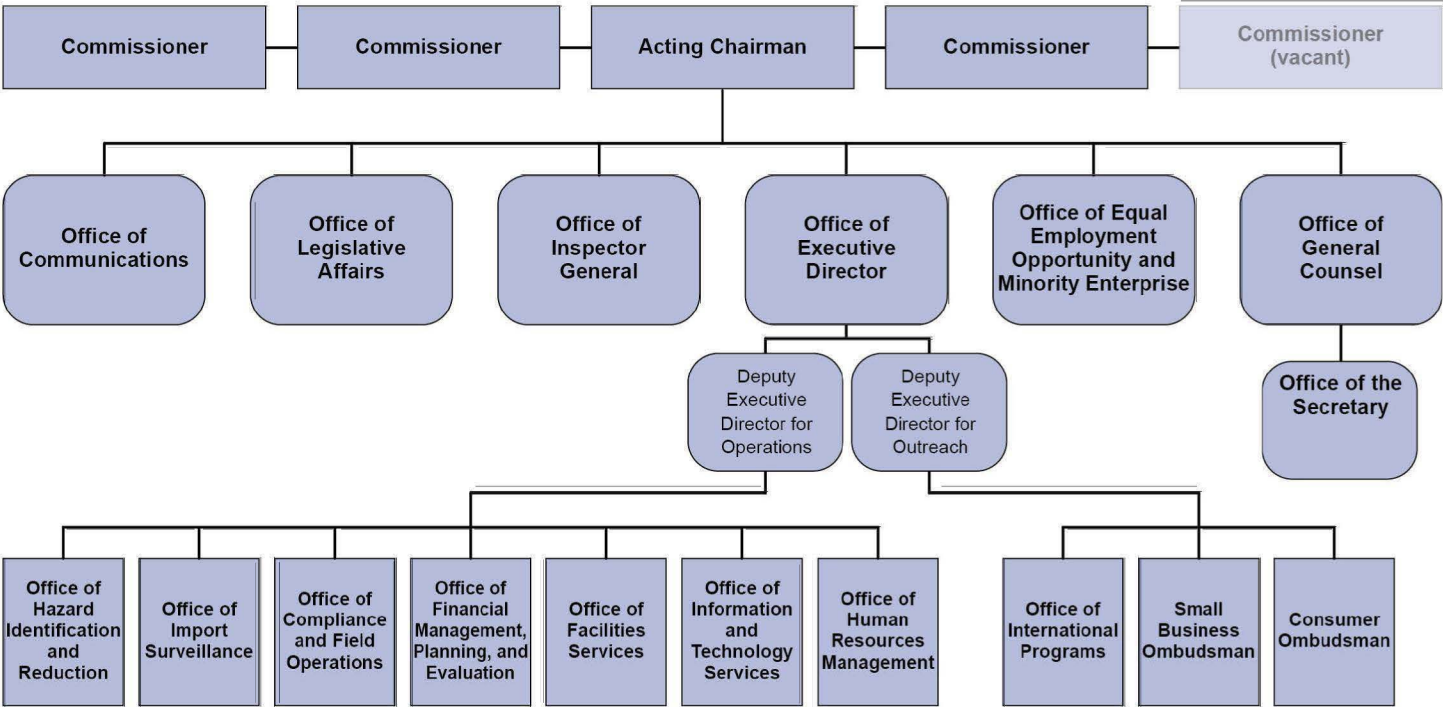 Commissioner
Commissioner
Acting Chairman
Commissioner
Commissioner
(vacant)
Office of
Communications
Office of
Legislative
Affairs
Office of
Inspector
General
Office of
Executive
Director
Office of Equal
Employment
Opportunity and
Minority Enterprise
Office of
General
Counsel
Deputy
Executive
Director for
Operations
Deputy
Executive
Director for
Outreach
Office of the
Secretary
Office of
Hazard
Identification
and
Reduction
Office of
Import
Surveillance
Office of
Compliance
and Field
Operations
Office of
Financial
Management,
Planning, and
Evaluation
Office of
Facilities
Services
Office of
Information
and
Technology
Services
Office of
Human
Resources
Management
Office of
International
Programs
Small
Business
Ombudsman
Consumer
Ombudsman